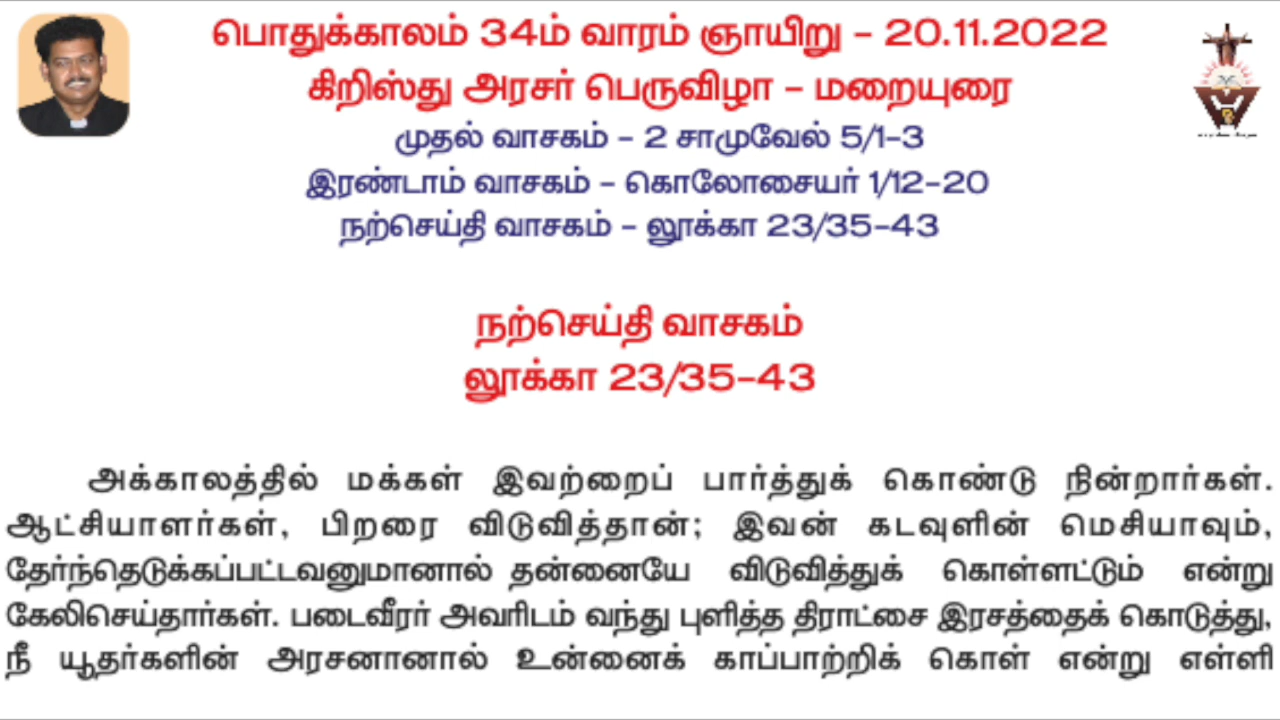 பொதுக்காலம் 34ம் வாரம் ஞாயிறு - 20.11.2022
கிறிஸ்து அரசர் பெருவிழா - மறையுரை
முதல் வாசகம் - 2 சாமுவேல் 5/1-3
இரண்டாம் வாசகம் - கொலோசையர் 1/12-20
நற்செய்தி வாசகம் - லூக்கா 23/35-43
நற்செய்தி வாசகம்
லூக்கா 23/35-43
அக்காலத்தில் மக்கள் இவற்றைப் பார்த்துக் கொண்டு நின்றார்கள்.
ஆட்சியாளர்கள், பிறரை விடுவித்தான்; இவன் கடவுளின் மெசியாவும்,
தேர்ந்தெடுக்கப்பட்டவனுமானால் தன்னையே விடுவித்துக் கொள்ளட்டும் என்று
கேலிசெய்தார்கள். படைவீரர் அவரிடம் வந்து புளித்த திராட்சை இரசத்தைக் கொடுத்து,
நீ யூதர்களின் அரசனானால் உன்னைக் காப்பாற்றிக் கொள் என்று எள்ளி